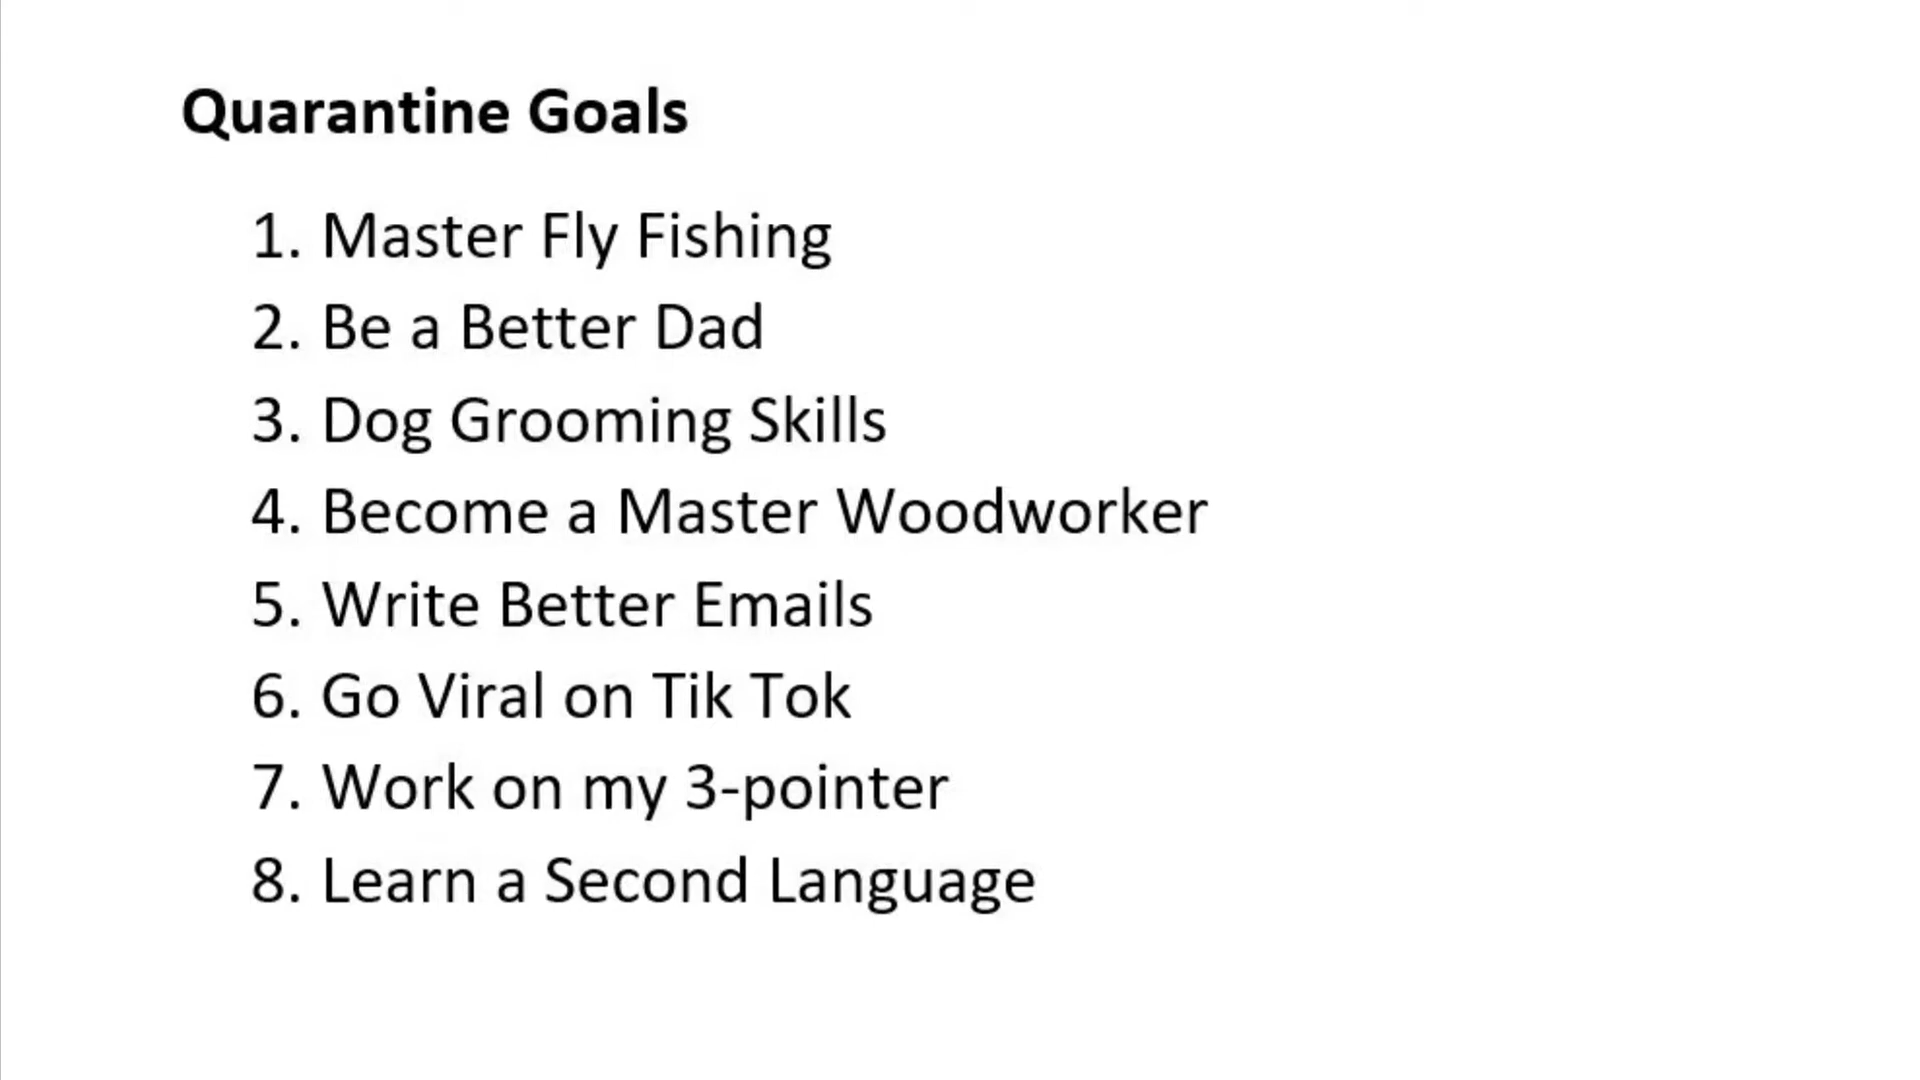 Quarantine Goals
1. Master Fly Fishing
2. Be a Better Dad
3. Dog Grooming Skills
4. Become a Master Woodworker
5. Write Better Emails
6. Go Viral on Tik Tok
7. Work on my 3-pointer
8. Learn a Second Language